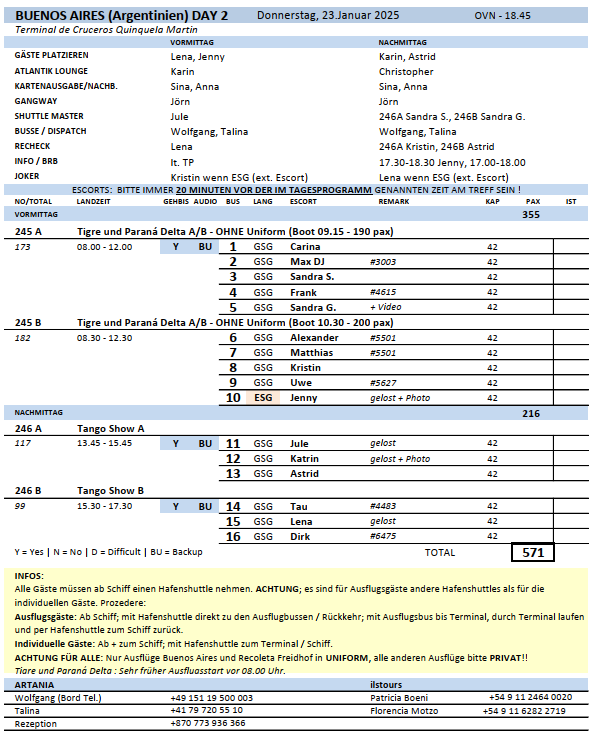 BUENOS AIRES (Argentinien) DAY 2 Donnerstag, 23.Januar 2025 OVN - 18.45
Terminal de Cruceros Quinquela Martin
VORMITTAG NACHMITTAG
GÄSTE PLATZIEREN Lena, Jenny Karin, Astrid
ATLANTIK LOUNGE Karin Christopher
KARTENAUSGABE/NACHB. Sina, Anna Sina, Anna
GANGWAY Jörn Jörn
SHUTTLE MASTER Jule 246A Sandra S., 246B Sandra G.
BUSSE / DISPATCH Wolfgang, Talina Wolfgang, Talina
RECHECK Lena 246A Kristin, 246B Astrid
INFO / BRB lt. TP 17.30-18.30 Jenny, 17.00-18.00
JOKER Kristin wenn ESG (ext. Escort) Lena wenn ESG (ext. Escort)
ESCORTS: BITTE IMMER 20 MINUTEN VOR DER IM TAGESPROGRAMM GENANNTEN ZEIT AM TREFF SEIN !
NO/TOTAL LANDZEIT GEHBIS AUDIO BUS LANG ESCORT REMARK KAP PAX IST
VORMITTAG 355
245 A Tigre und Paraná Delta A/B - OHNE Uniform (Boot 09.15 - 190 pax)
173 08.00 - 12.00 Y BU 1 GSG Carina 42
2 GSG Max DJ #3003 42
3 GSG Sandra S. 42
4 GSG Frank #4615 42
5 GSG Sandra G. + Video 42
245 B Tigre und Paraná Delta A/B - OHNE Uniform (Boot 10.30 - 200 pax)
182 08.30 - 12.30 6 GSG Alexander #5501 42
7 GSG Matthias #5501 42
8 GSG Kristin 42
9 GSG Uwe #5627 42
10 ESG Jenny gelost + Photo 42
NACHMITTAG 216
246 A Tango Show A
117 13.45 - 15.45 Y BU 11 GSG Jule gelost 42
12 GSG Katrin gelost + Photo 42
13 GSG Astrid 42
246 B Tango Show B
99 15.30 - 17.30 Y BU 14 GSG Tau #4483 42
15 GSG Lena gelost 42
16 GSG Dirk #6475 42
Y = Yes | N = No | D = Difficult | BU = Backup TOTAL 571
INFOS:
Alle Gäste müssen ab Schiff einen Hafenshuttle nehmen. ACHTUNG; es sind für Ausflugsgäste andere Hafenshuttles als für die
individuellen Gäste. Prozedere:
Ausflugsgäste: Ab Schiff; mit Hafenshuttle direkt zu den Ausflugbussen / Rückkehr; mit Ausflugsbus bis Terminal, durch Terminal laufen
und per Hafenshuttle zum Schiff zurück.
Individuelle Gäste: Ab + zum Schiff; mit Hafenshuttle zum Terminal / Schiff.
ACHTUNG FÜR ALLE: Nur Ausflüge Buenos Aires und Recoleta Freidhof in UNIFORM, alle anderen Ausflüge bitte PRIVAT!!
Tiare und Paraná Delta : Sehr früher Ausflugsstart vor 08.00 Uhr.
ARTANIA ilstours
Wolfgang (Bord Tel.) +49 151 19 500 003 Patricia Boeni +54 9 11 2464 0020
Talina +41 79 720 55 10 Florencia Motzo +54 9 11 6282 2719
Rezeption +870 773 936 366